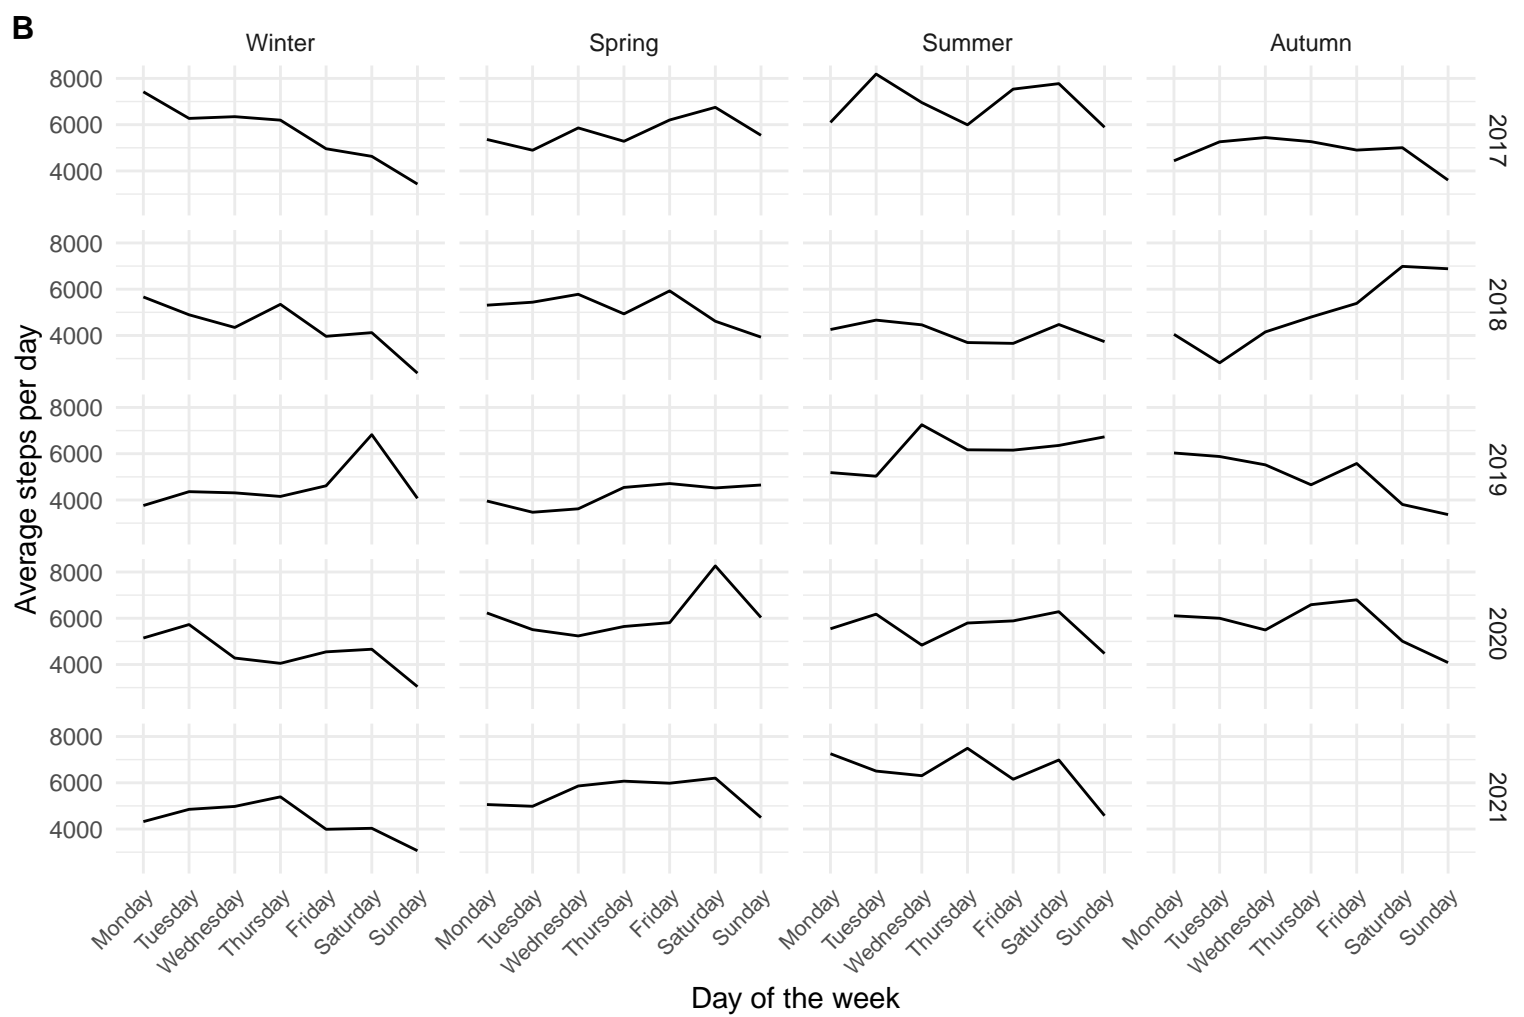 B
Winter Spring Summer Autumn
8000
6000
4000
2017
8000
6000
4000
2018
8000
6000
4000
2019
8000
6000
4000
2020
8000
6000
4000
2021
Average steps per day
Monday Tuesday Wednesday Thursday Friday Saturday Sunday
Monday Tuesday Wednesday Thursday Friday Saturday Sunday
Monday Tuesday Wednesday Thursday Friday Saturday Sunday
Monday Tuesday Wednesday Thursday Friday Saturday Sunday
Day of the week